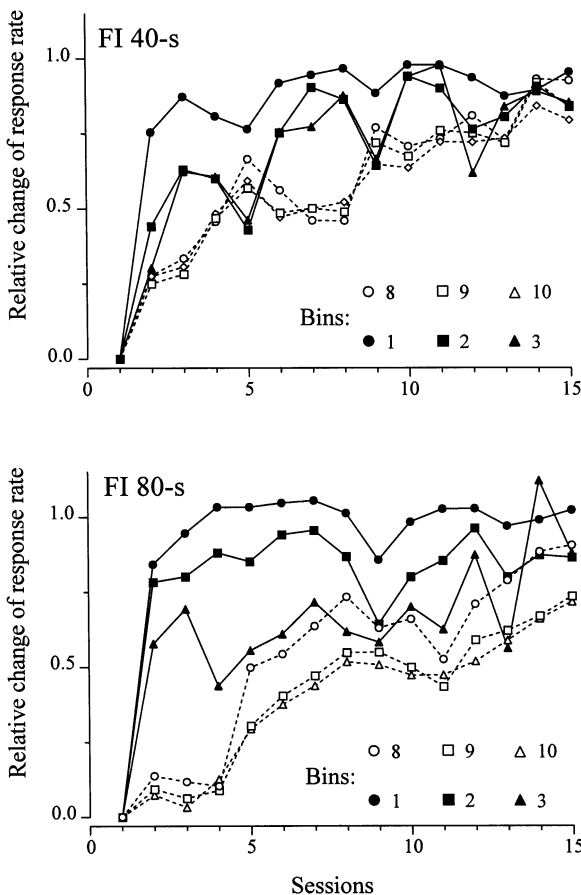 FI 40-s
Relative change of response rate
1.0
0.5
0.0
8 9 10
Bins:
1 2 3
0 5 10 15
FI 80-s
Relative change of response rate
1.0
0.5
0.0
8 9 10
Bins:
1 2 3
0 5 10 15
Sessions